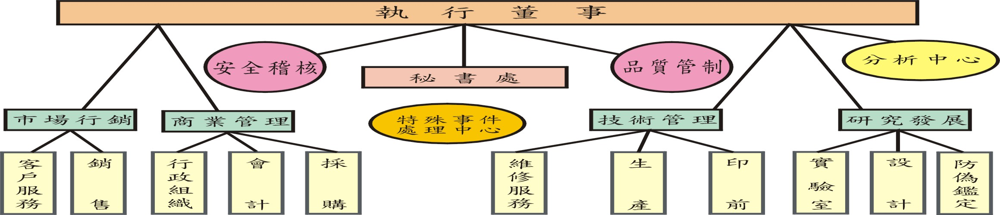 執行董事
安全稽核
秘書處
品質管制
分析中心
市場行銷
商業管理
特殊事件
處理中心
技術管理
研究發展
客戶服務
銷售
行政組織
會計
採購
維修服務
生產
印前
實驗室
設計
防偽鑑定